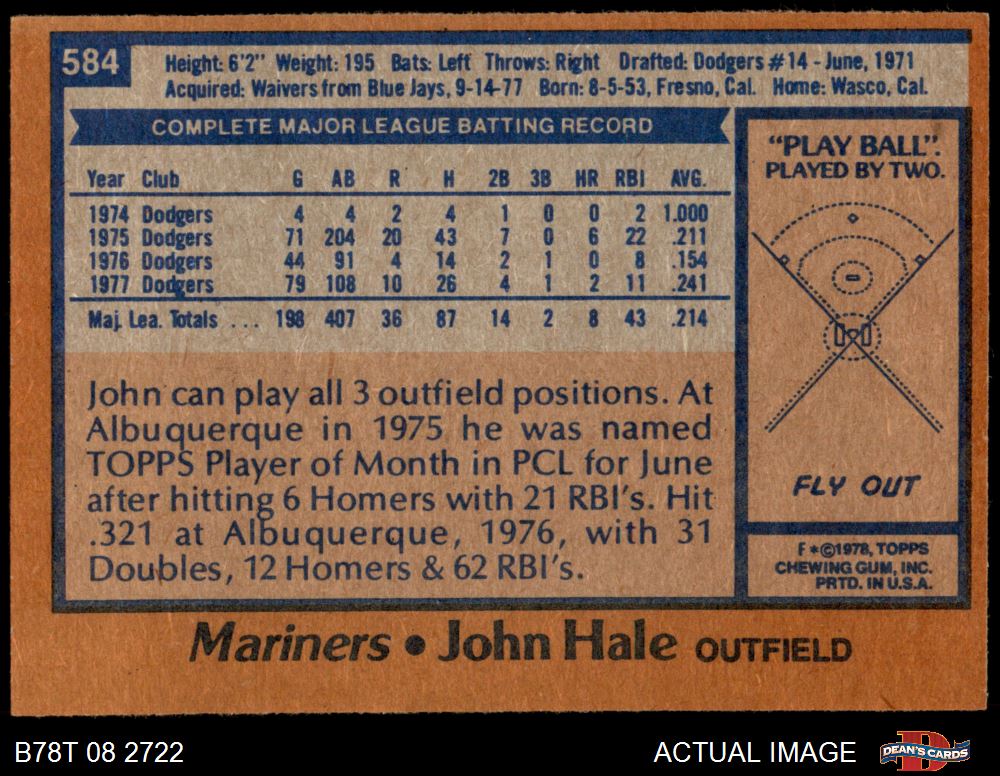 584
Height: 6'2" Weight: 195 Bats: Left Throws: Right Drafted: Dodgers #14 - June, 1971
Acquired: Waivers from Blue Jays, 9-14-77 Born: 8-5-53, Fresno, Cal. Home: Wasco, Cal.
COMPLETE MAJOR LEAGUE BATTING RECORD
Year Club G AB R H 2B 3B HR RBI AVG.
1974 Dodgers 4 4 2 4 1 0 0 2 1.000
1975 Dodgers 71 204 20 43 7 0 6 22 .211
1976 Dodgers 44 91 4 14 2 1 0 8 .154
1977 Dodgers 79 108 10 26 4 1 2 11 .241
Maj. Lea. Totals ... 198 407 36 87 14 2 8 43 .214
John can play all 3 outfield positions. At
Albuquerque in 1975 he was named
TOPPS Player of Month in PCL for June
after hitting 6 Homers with 21 RBI's. Hit
.321 at Albuquerque, 1976, with 31
Doubles, 12 Homers & 62 RBI's.
"PLAY BALL".
PLAYED BY TWO.
FLY OUT
F*©1978, TOPPS
CHEWING GUM, INC.
PRTD. IN U.S.A.
Mariners • John Hale OUTFIELD
B78T 08 2722
ACTUAL IMAGE
D
DEAN'S CARDS